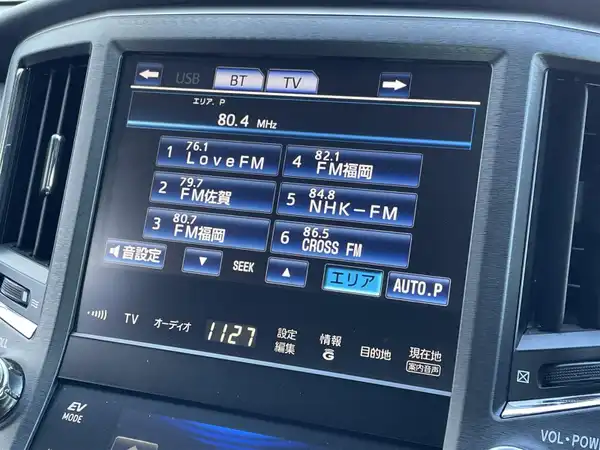 USB BT TV
エリア. P
80.4 MHz
1 76.1 LoveFM
4 82.1 FM福岡
2 79.7 FM佐賀
5 84.8 NHK-FM
3 80.7 FM福岡
6 86.5 CROSS FM
音設定 SEEK エリア AUTO.P
TV オーディオ 1127 設定編集 情報G 目的地 現在地
案内音声
EV MODE
VOL・POW